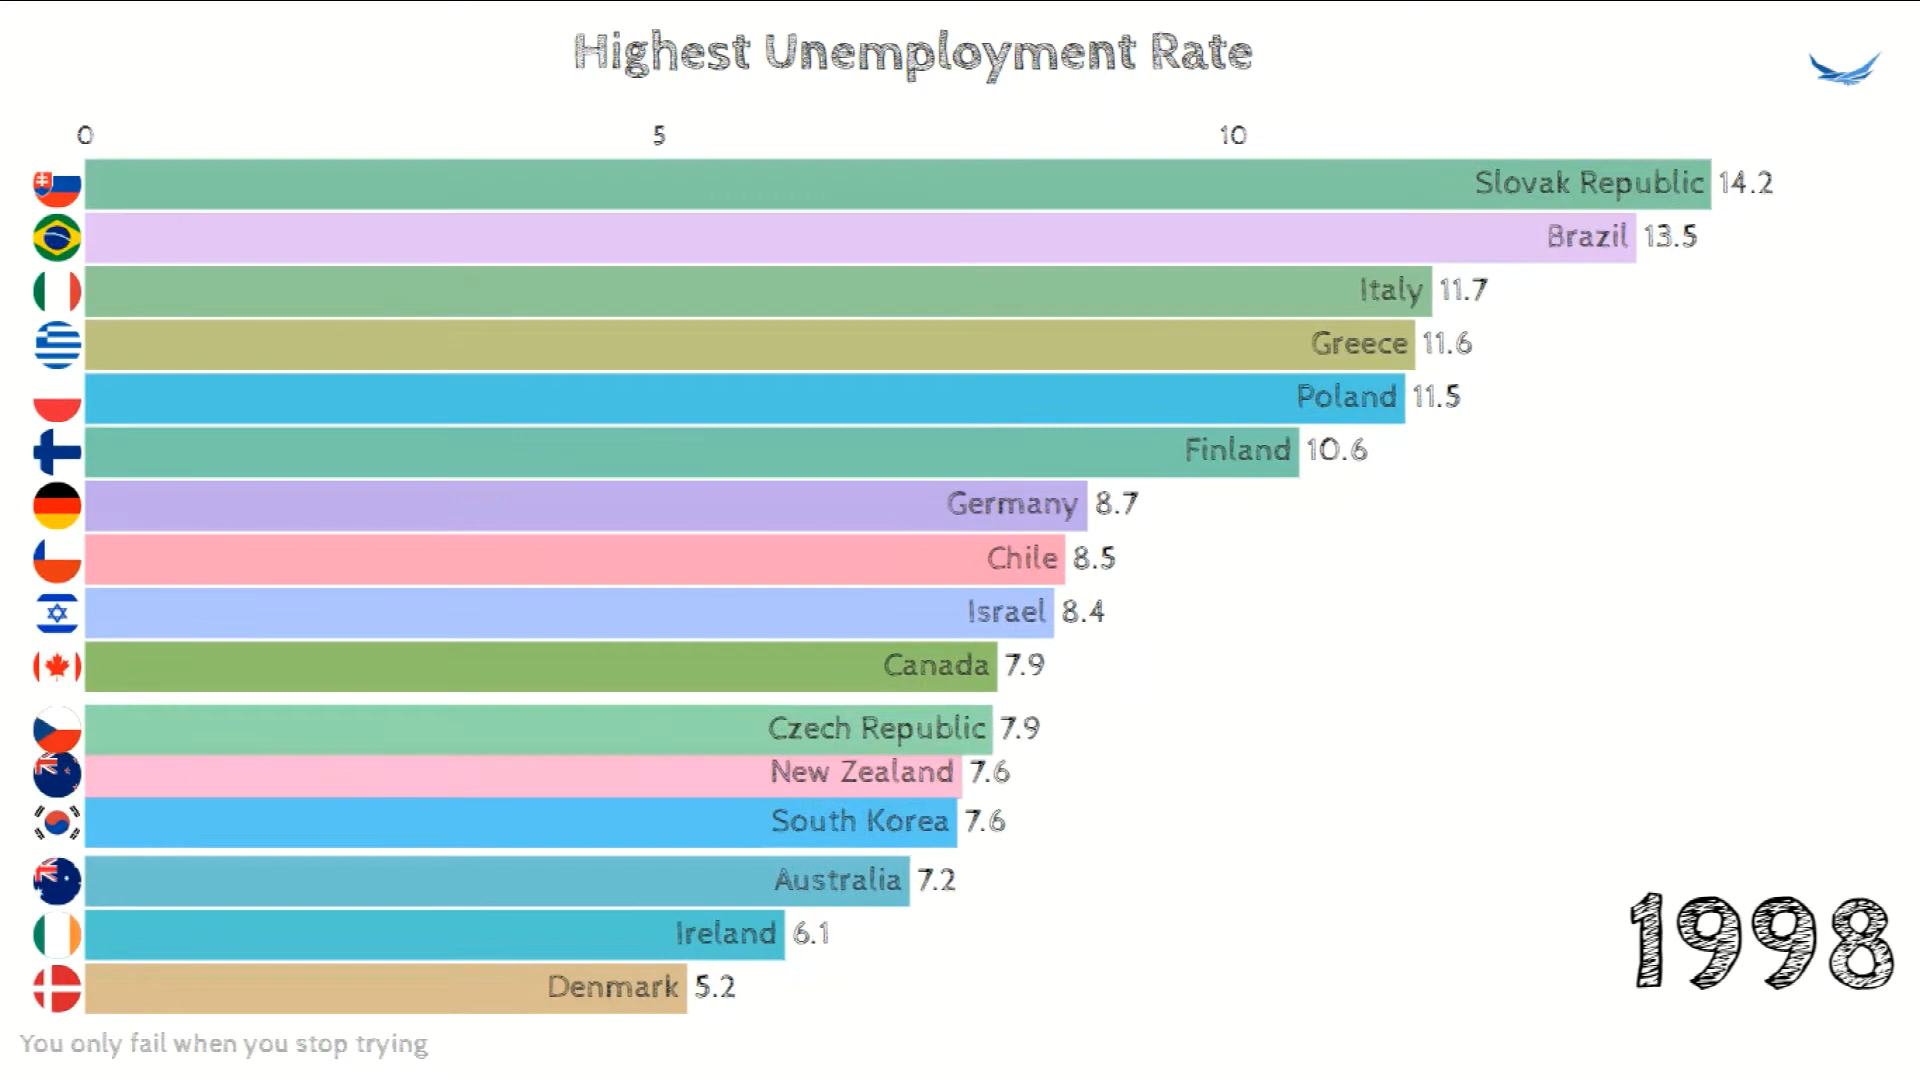 Highest Unemployment Rate
0 5 10
Slovak Republic 14.2
Brazil 13.5
Italy 11.7
Greece 11.6
Poland 11.5
Finland 10.6
Germany 8.7
Chile 8.5
Israel 8.4
Canada 7.9
Czech Republic 7.9
New Zealand 7.6
South Korea 7.6
Australia 7.2
Ireland 6.1
Denmark 5.2
1998
You only fail when you stop trying